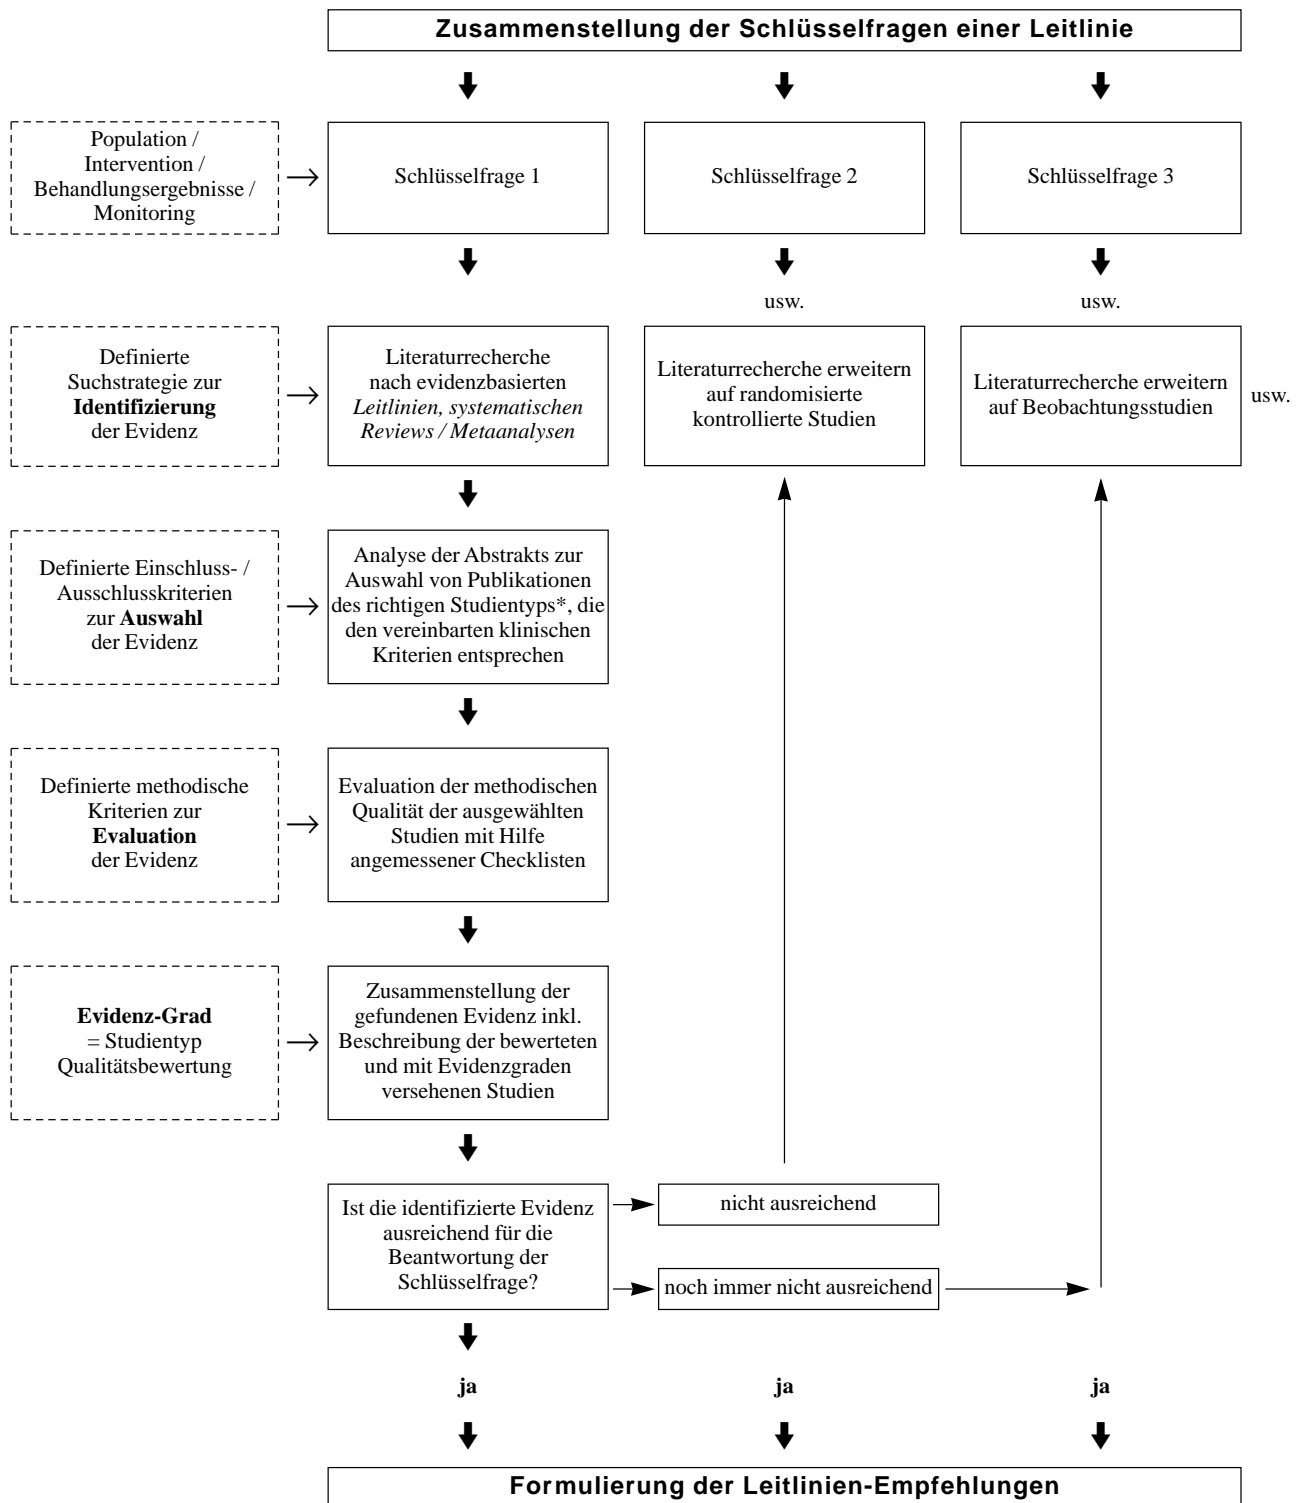 Zusammenstellung der Schlüsselfragen einer Leitlinie
Population /
Intervention /
Behandlungsergebnisse /
Monitoring
Schlüsselfrage 1
Schlüsselfrage 2
Schlüsselfrage 3
usw.
usw.
Definierte
Suchstrategie zur
Identifizierung
der Evidenz
Literaturrecherche
nach evidenzbasierten
Leitlinien, systematischen
Reviews / Metaanalysen
Literaturrecherche erweitern
auf randomisierte
kontrollierte Studien
Literaturrecherche erweitern
auf Beobachtungsstudien
usw.
Definierte Einschluss- /
Ausschlusskriterien
zur Auswahl
der Evidenz
Analyse der Abstrakts zur
Auswahl von Publikationen
des richtigen Studientyps*, die
den vereinbarten klinischen
Kriterien entsprechen
Definierte methodische
Kriterien zur
Evaluation
der Evidenz
Evaluation der methodischen
Qualität der ausgewählten
Studien mit Hilfe
angemessener Checklisten
Evidenz-Grad
= Studientyp
Qualitätsbewertung
Zusammenstellung der
gefundenen Evidenz inkl.
Beschreibung der bewerteten
und mit Evidenzgraden
versehenen Studien
Ist die identifizierte Evidenz
ausreichend für die
Beantwortung der
Schlüsselfrage?
nicht ausreichend
noch immer nicht ausreichend
ja
ja
ja
Formulierung der Leitlinien-Empfehlungen